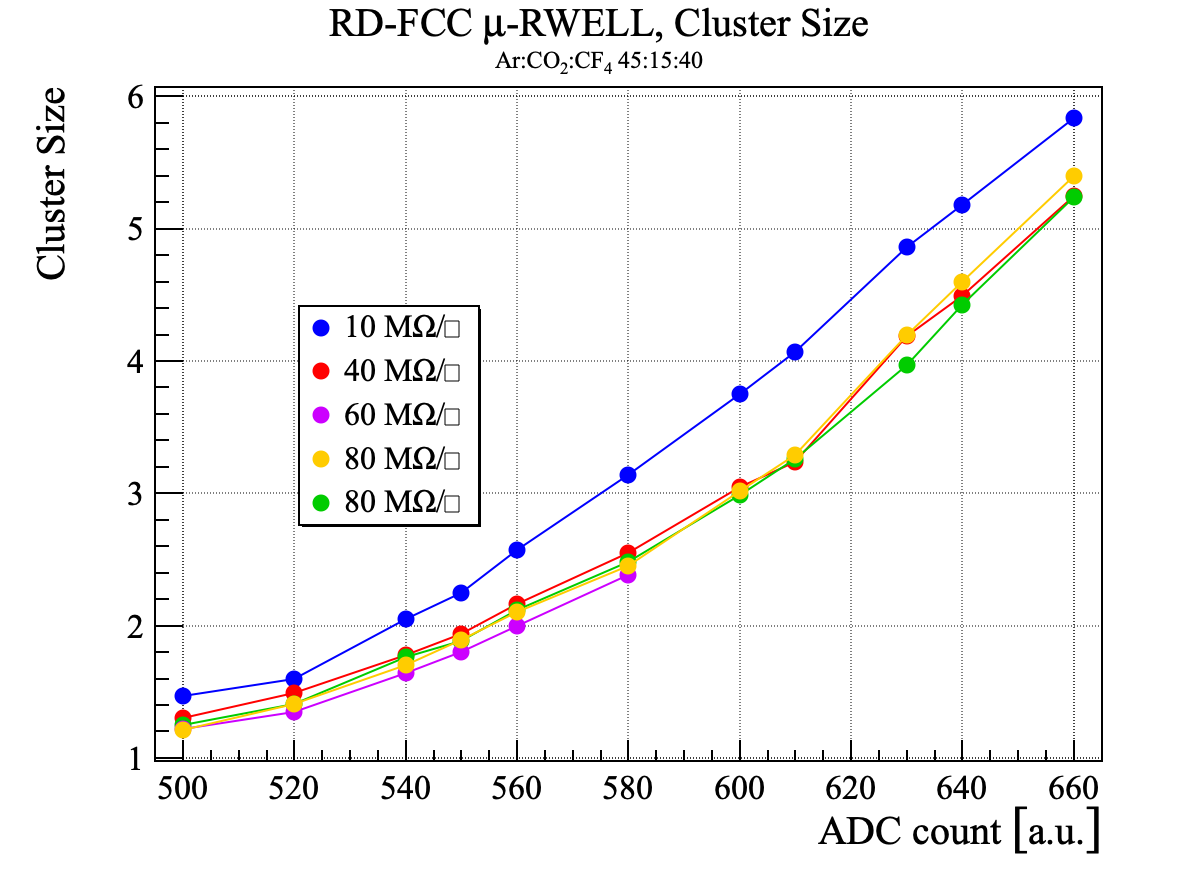 RD-FCC μ-RWELL, Cluster Size
Ar:CO₂:CF₄ 45:15:40
Cluster Size
6
5
4
3
2
1
10 MΩ/□
40 MΩ/□
60 MΩ/□
80 MΩ/□
80 MΩ/□
500 520 540 560 580 600 620 640 660
ADC count [a.u.]